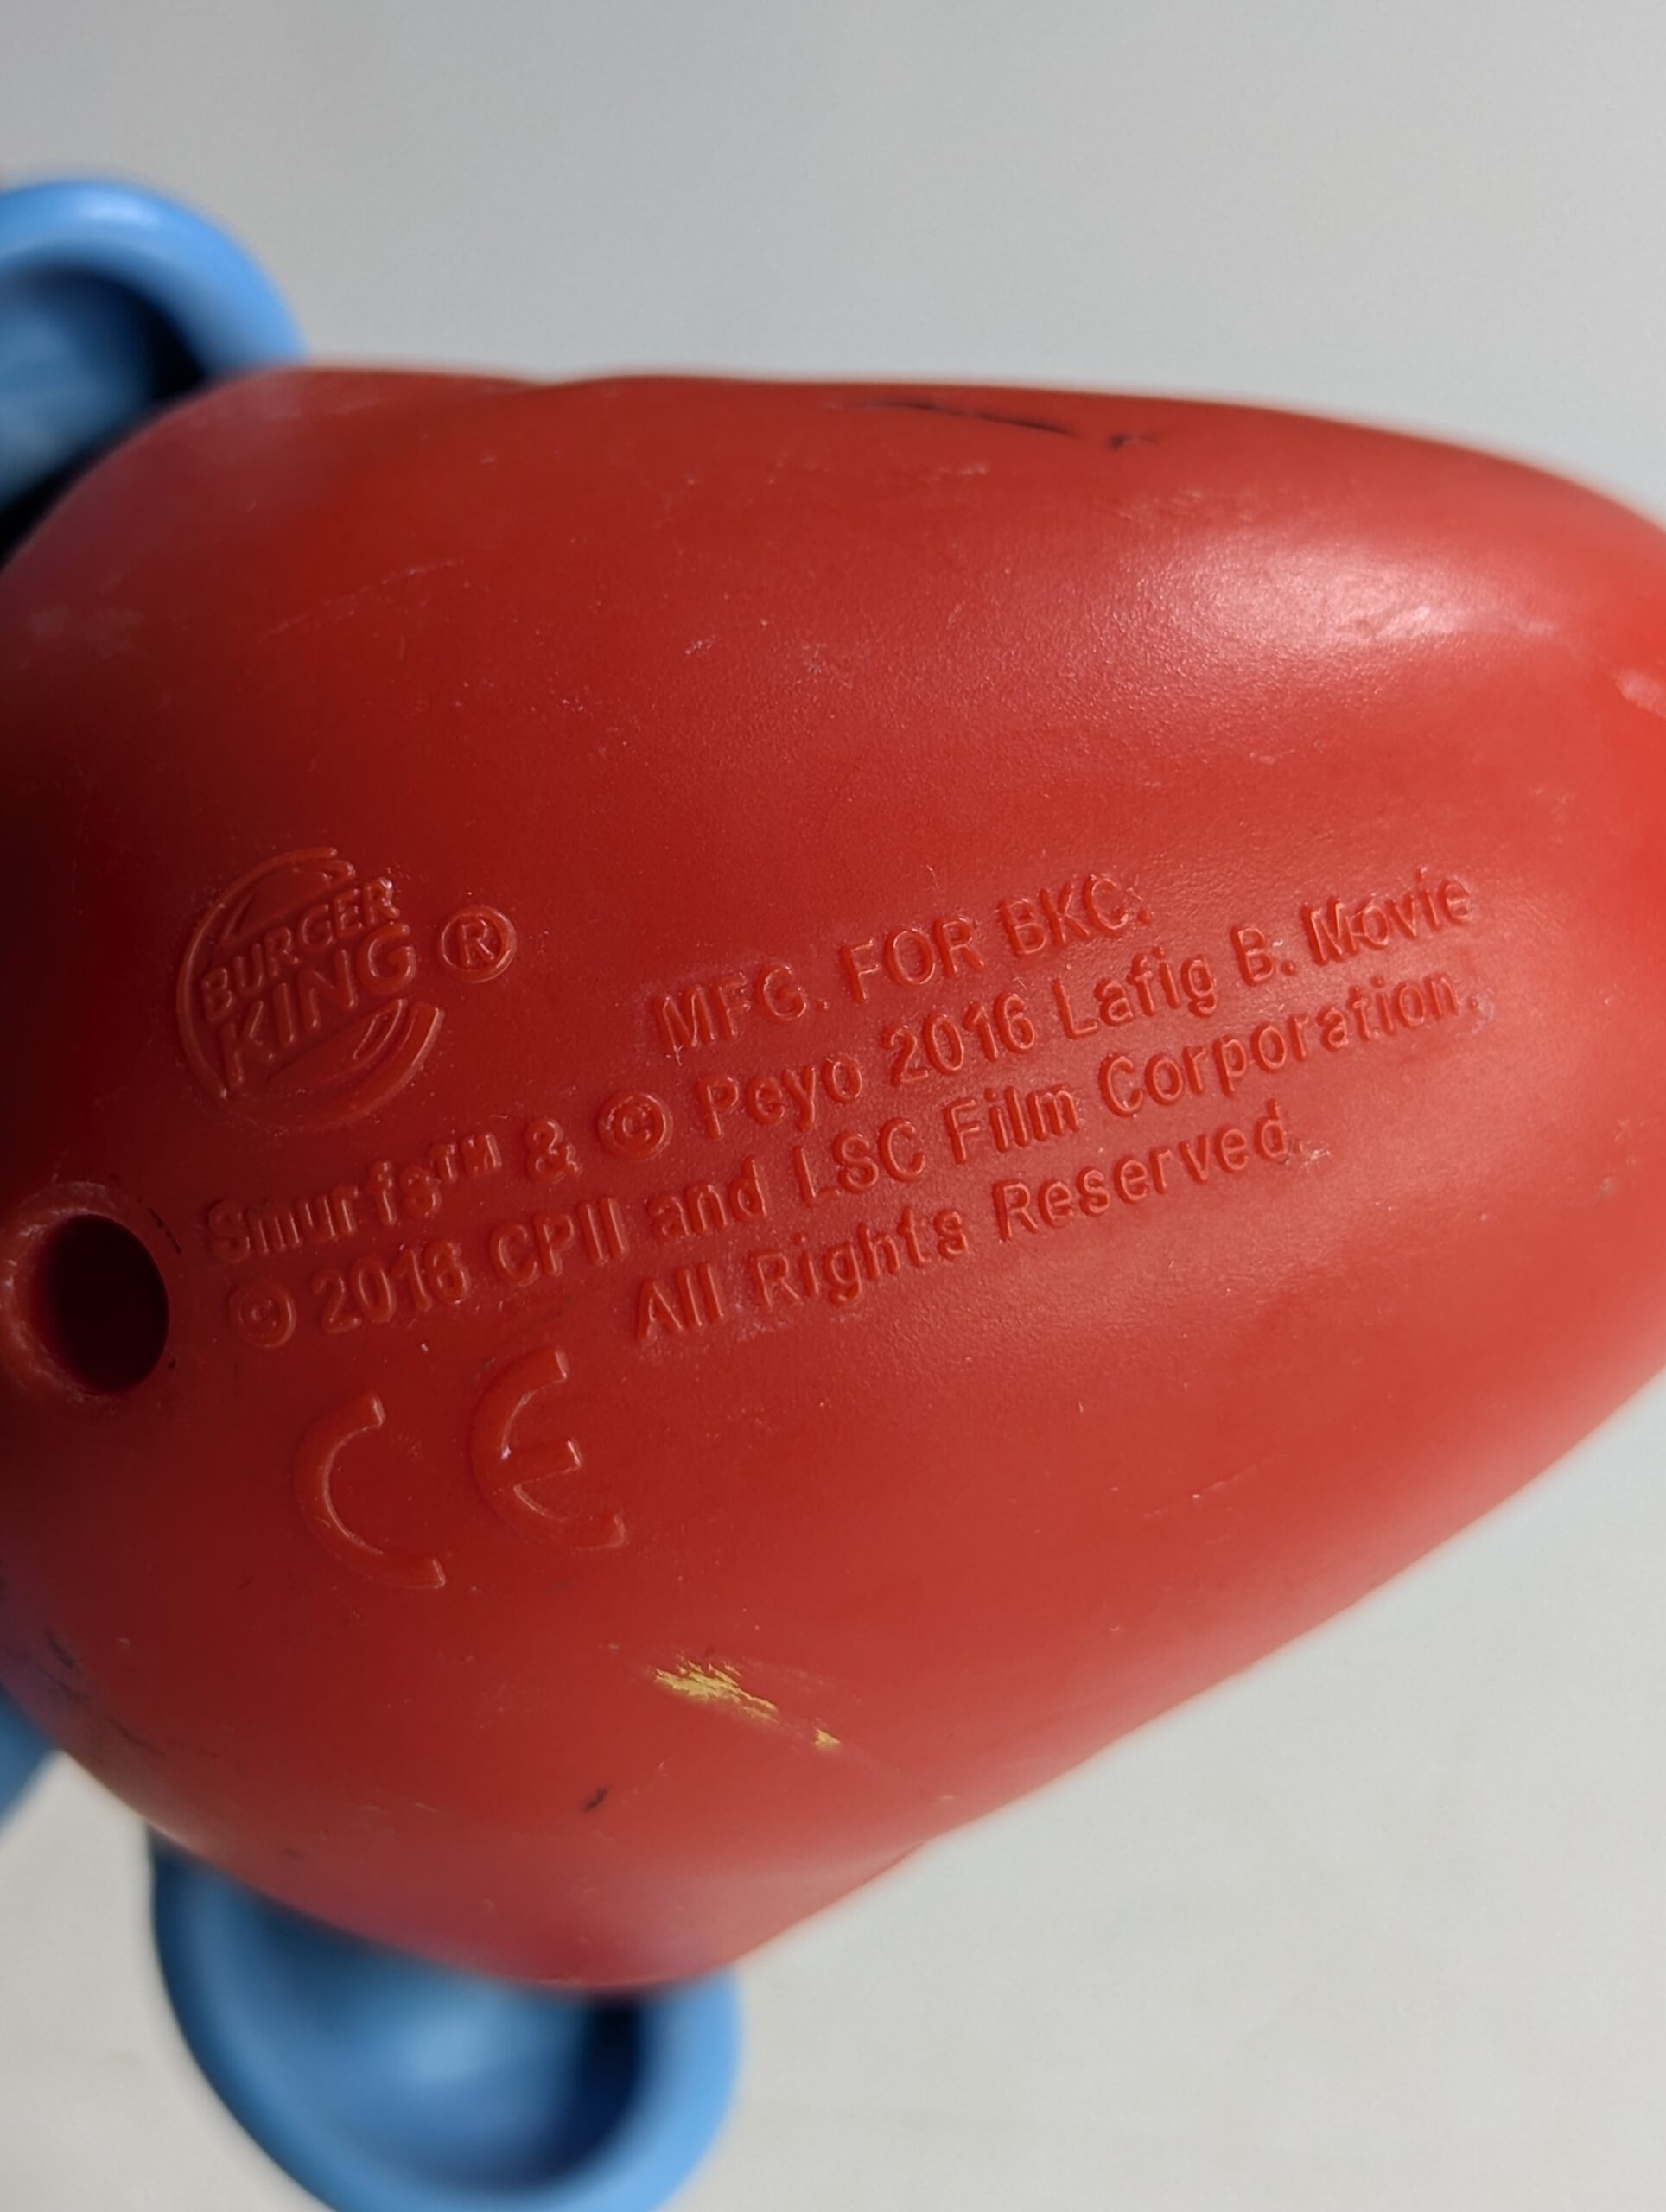 BURGER
KING®
MFG. FOR BKC.
Smurfs™ & © Peyo 2016 Lafig B. Movie
© 2016 CPII and LSC Film Corporation.
All Rights Reserved.
CE